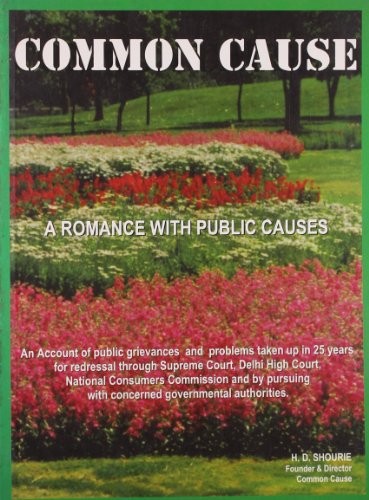 COMMON CAUSE
A ROMANCE WITH PUBLIC CAUSES
An Account of public grievances and problems taken up in 25 years
for redressal through Supreme Court, Delhi High Court,
National Consumers Commission and by pursuing
with concerned governmental authorities.
H. D. SHOURIE
Founder & Director
Common Cause